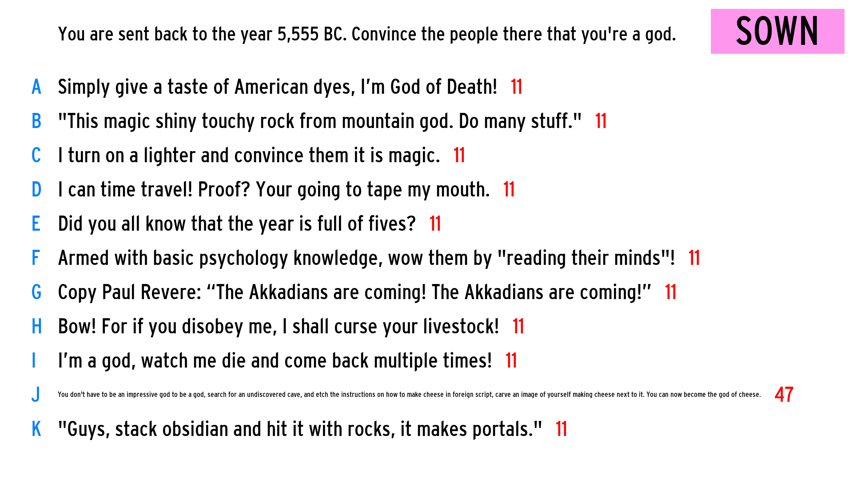 You are sent back to the year 5,555 BC. Convince the people there that you're a god.
SOWN
A Simply give a taste of American dyes, I’m God of Death! 11
B "This magic shiny touchy rock from mountain god. Do many stuff." 11
C I turn on a lighter and convince them it is magic. 11
D I can time travel! Proof? Your going to tape my mouth. 11
E Did you all know that the year is full of fives? 11
F Armed with basic psychology knowledge, wow them by "reading their minds"! 11
G Copy Paul Revere: “The Akkadians are coming! The Akkadians are coming!” 11
H Bow! For if you disobey me, I shall curse your livestock! 11
I I’m a god, watch me die and come back multiple times! 11
J You don't have to be an impressive god to be a god, search for an undiscovered cave, and etch the instructions on how to make cheese in foreign script, carve an image of yourself making cheese next to it. You can now become the god of cheese. 47
K "Guys, stack obsidian and hit it with rocks, it makes portals." 11